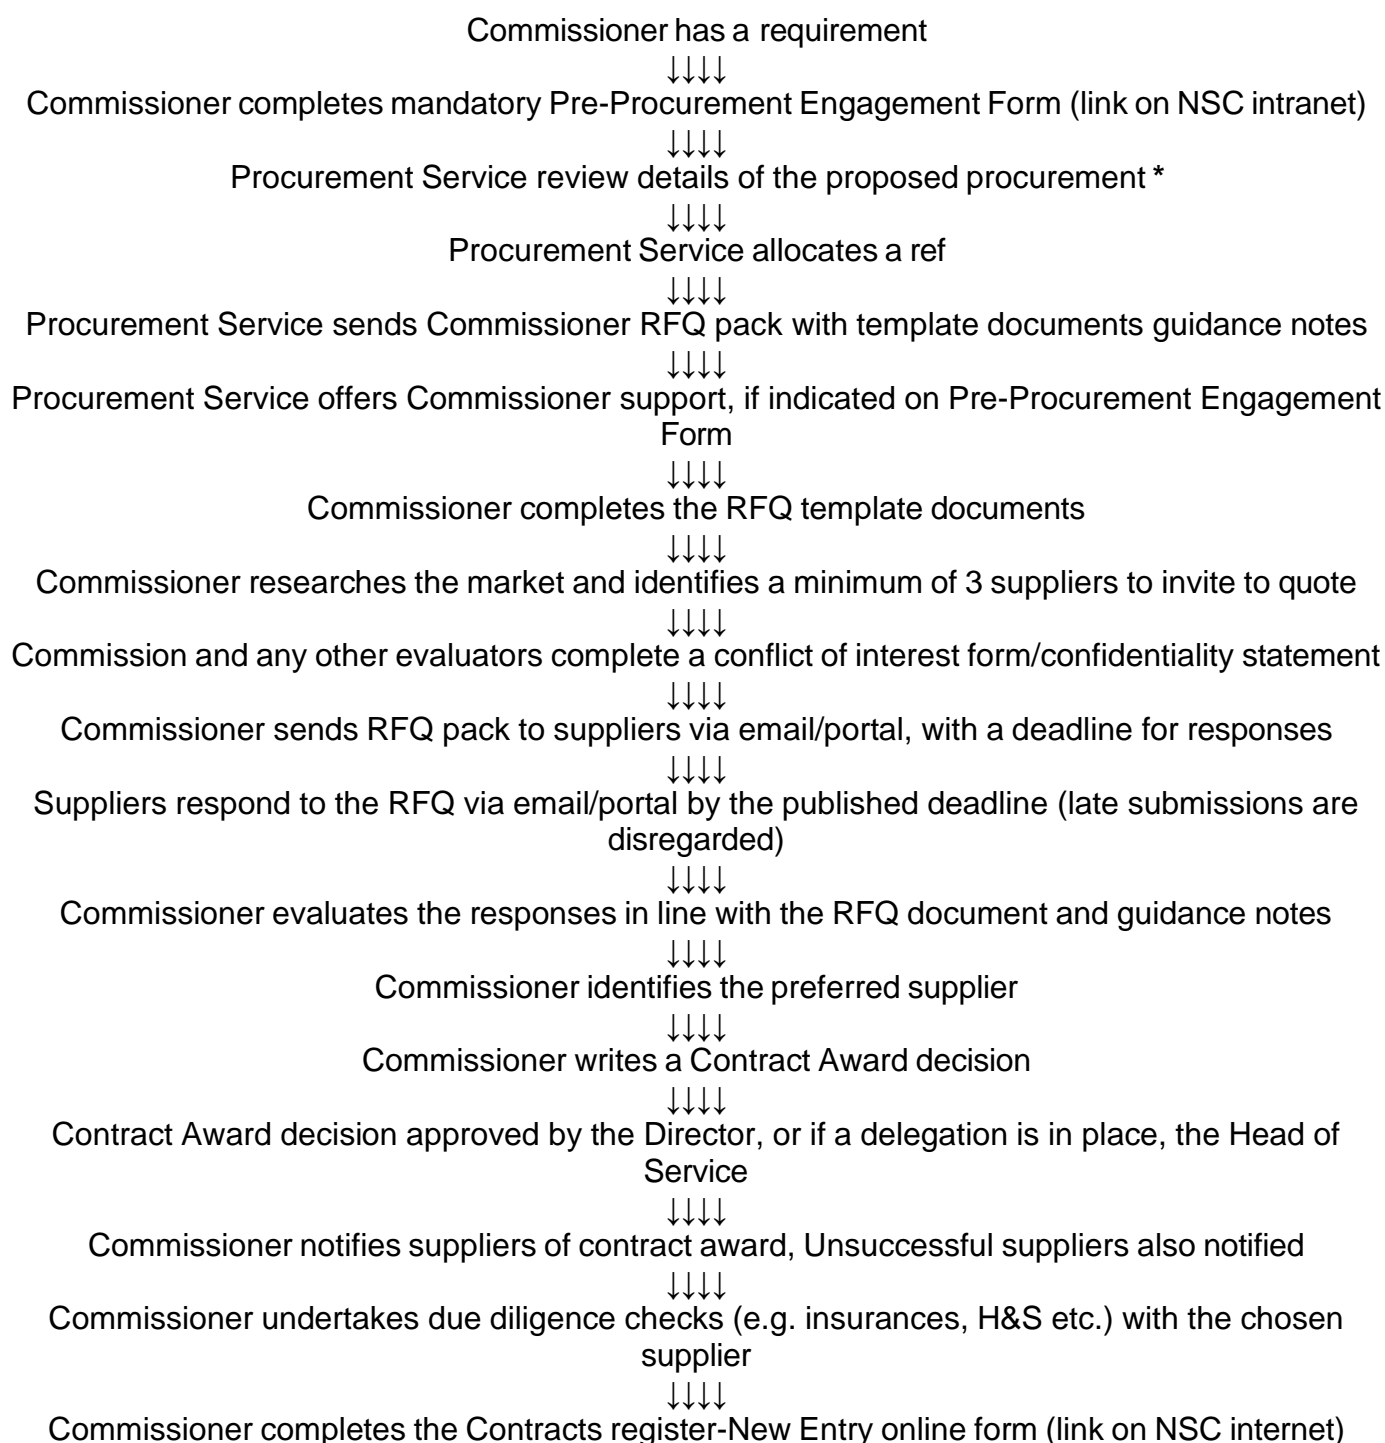 Commissioner has a requirement
↓↓↓↓
Commissioner completes mandatory Pre-Procurement Engagement Form (link on NSC intranet)
↓↓↓↓
Procurement Service review details of the proposed procurement *
↓↓↓↓
Procurement Service allocates a ref
↓↓↓↓
Procurement Service sends Commissioner RFQ pack with template documents guidance notes
↓↓↓↓
Procurement Service offers Commissioner support, if indicated on Pre-Procurement Engagement
Form
↓↓↓↓
Commissioner completes the RFQ template documents
↓↓↓↓
Commissioner researches the market and identifies a minimum of 3 suppliers to invite to quote
↓↓↓↓
Commission and any other evaluators complete a conflict of interest form/confidentiality statement
↓↓↓↓
Commissioner sends RFQ pack to suppliers via email/portal, with a deadline for responses
↓↓↓↓
Suppliers respond to the RFQ via email/portal by the published deadline (late submissions are
disregarded)
↓↓↓↓
Commissioner evaluates the responses in line with the RFQ document and guidance notes
↓↓↓↓
Commissioner identifies the preferred supplier
↓↓↓↓
Commissioner writes a Contract Award decision
↓↓↓↓
Contract Award decision approved by the Director, or if a delegation is in place, the Head of
Service
↓↓↓↓
Commissioner notifies suppliers of contract award, Unsuccessful suppliers also notified
↓↓↓↓
Commissioner undertakes due diligence checks (e.g. insurances, H&S etc.) with the chosen
supplier
↓↓↓↓
Commissioner completes the Contracts register-New Entry online form (link on NSC internet)